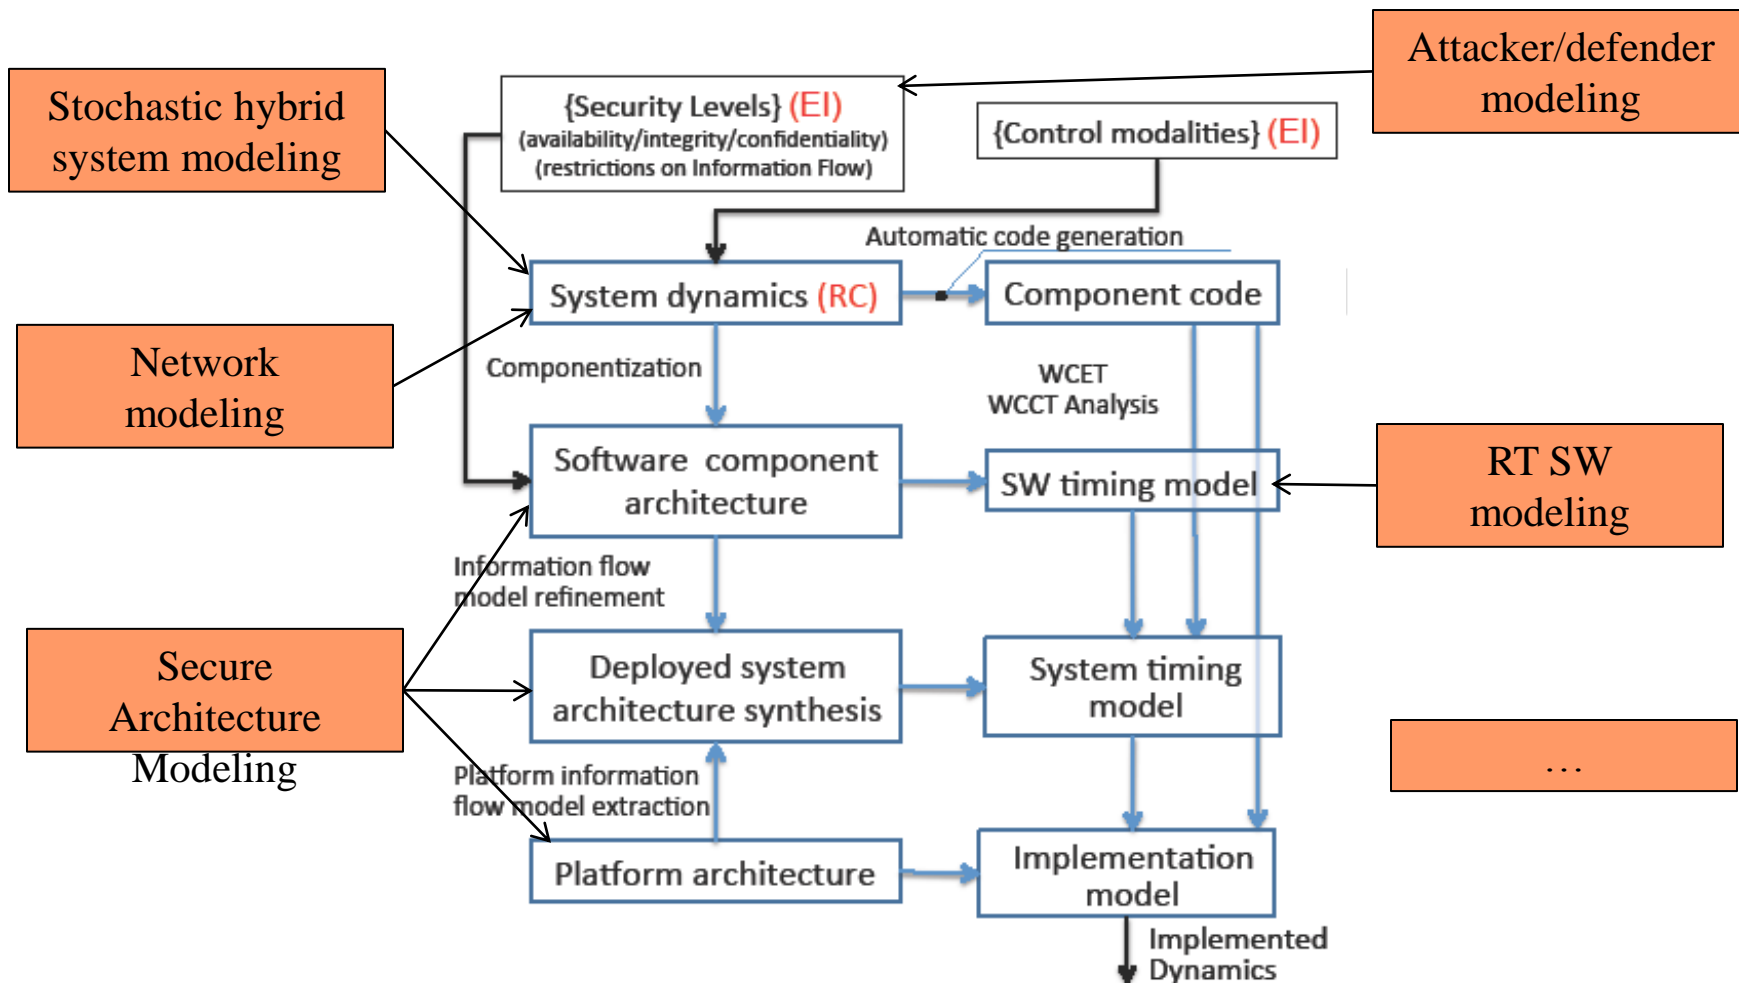 Attacker/defender
modeling
Stochastic hybrid
system modeling
{Security Levels} (EI)
(availability/integrity/confidentiality)
(restrictions on Information Flow)
{Control modalities} (EI)
Automatic code generation
System dynamics (RC)
Component code
Network
modeling
Componentization
WCET
WCCT Analysis
Software component
architecture
SW timing model
RT SW
modeling
Information flow
model refinement
Secure
Architecture
Modeling
Deployed system
architecture synthesis
System timing
model
…
Platform information
flow model extraction
Platform architecture
Implementation
model
Implemented
Dynamics